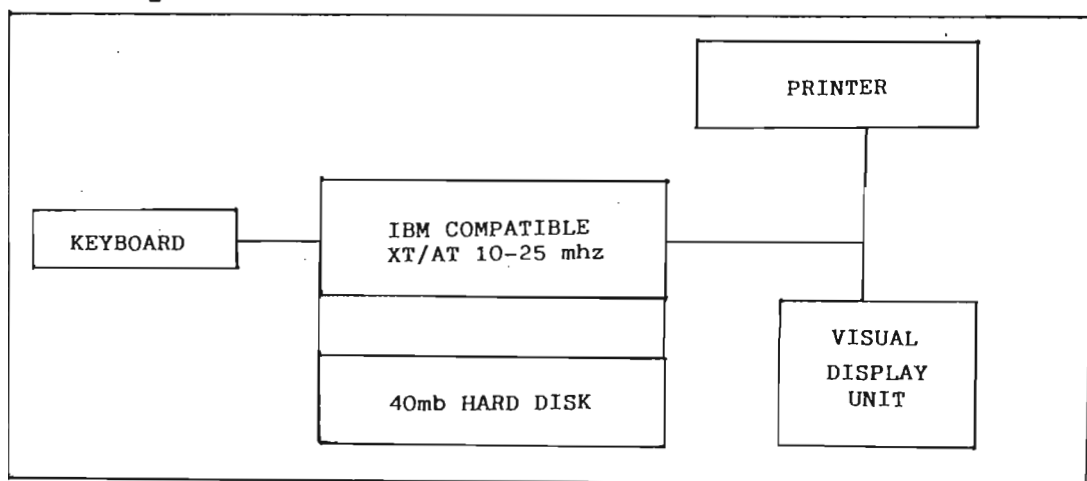 PRINTER
IBM COMPATIBLE
XT/AT 10-25 mhz
KEYBOARD
VISUAL
DISPLAY
UNIT
40mb HARD DISK